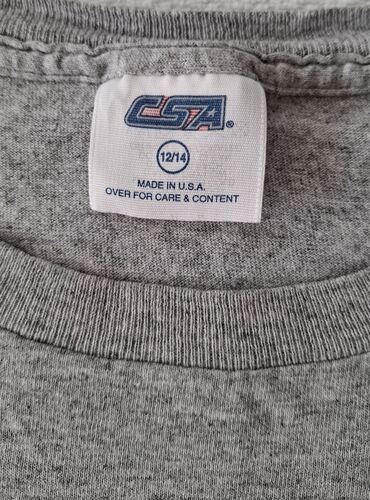 CSA®
12/14
MADE IN U.S.A.
OVER FOR CARE & CONTENT